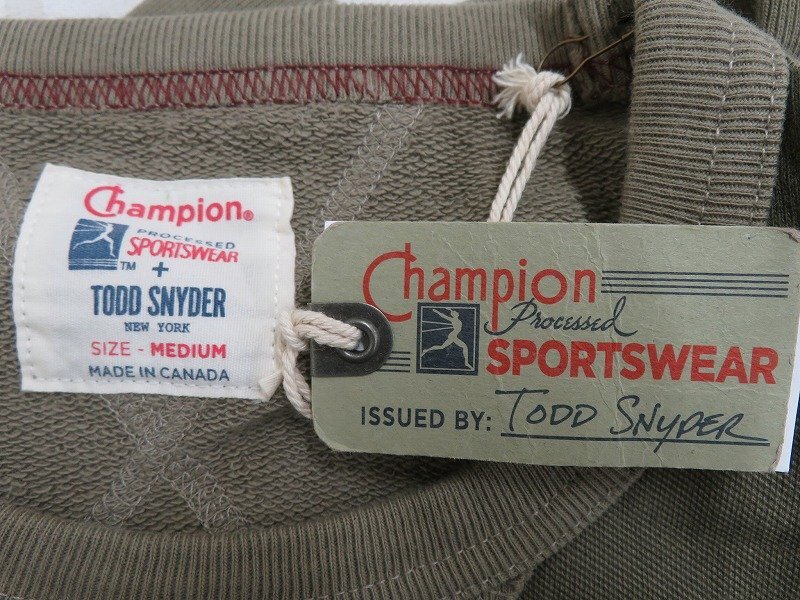 Champion®
PROCESSED
SPORTSWEAR
™ +
TODD SNYDER
NEW YORK
SIZE - MEDIUM
MADE IN CANADA
Champion
Processed
SPORTSWEAR
ISSUED BY: TODD SNYDER